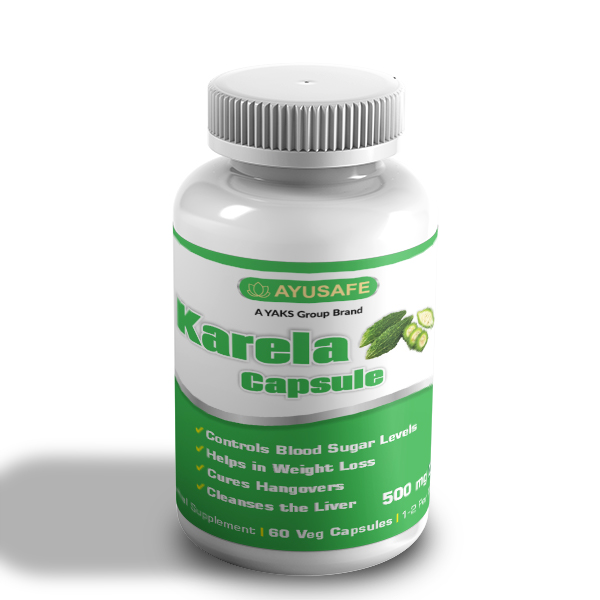 AYUSAFE
A YAKS Group Brand
Karela
Capsule
✓Controls Blood Sugar Levels
✓Helps in Weight Loss
✓Cures Hangovers
✓Cleanses the Liver
500 mg
Supplement | 60 Veg Capsules | 1-2